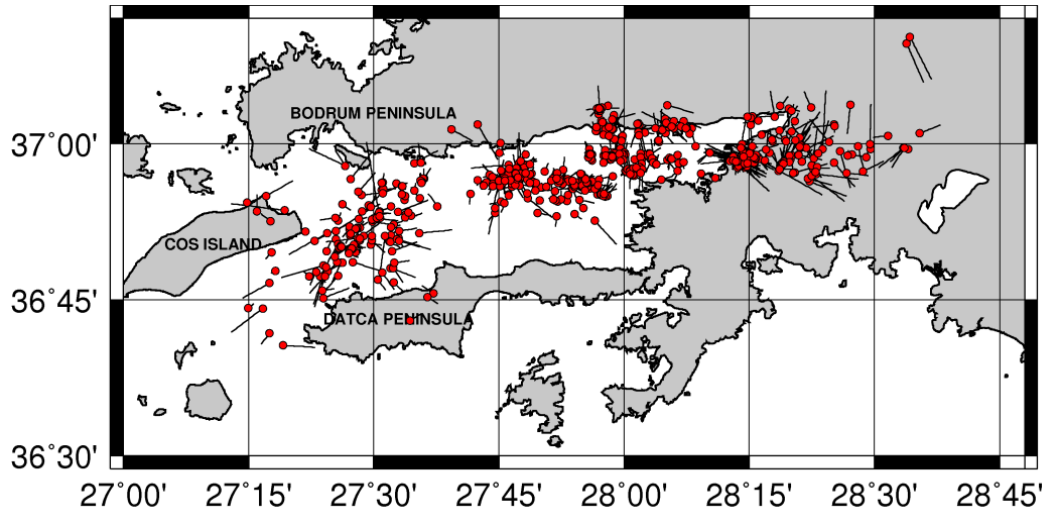 BODRUM PENINSULA
37˚00'
COS ISLAND
36˚45'
DATCA PENINSULA
36˚30'
27˚00' 27˚15' 27˚30' 27˚45' 28˚00' 28˚15' 28˚30' 28˚45'